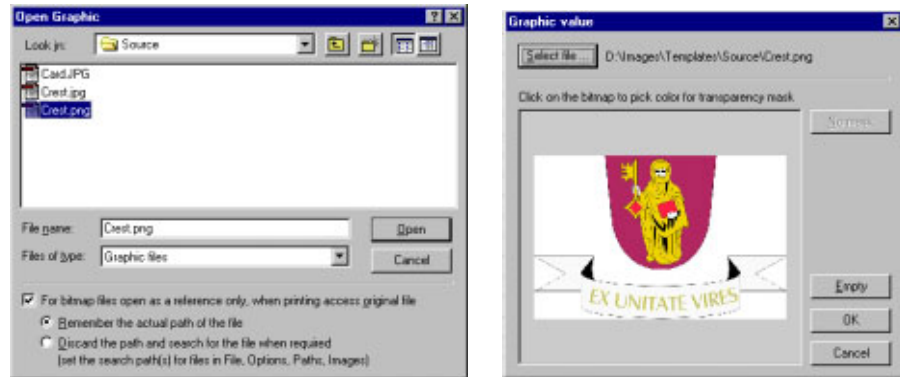 Open Graphic
Look in:
Source
Card.JPG
Crest.jpg
Crest.png
File name:
Crest.png
Open
Files of type:
Graphic files
Cancel
For bitmap files open as a reference only, when printing access original file
Remember the actual path of the file
Discard the path and search for the file when required
(set the search path(s) for files in File, Options, Paths, Images)
Graphic value
Select file ...
D:\Images\Templates\Source\Crest.png
Click on the bitmap to pick color for transparency mask
No mask
EX UNITATE VIRES
Empty
OK
Cancel